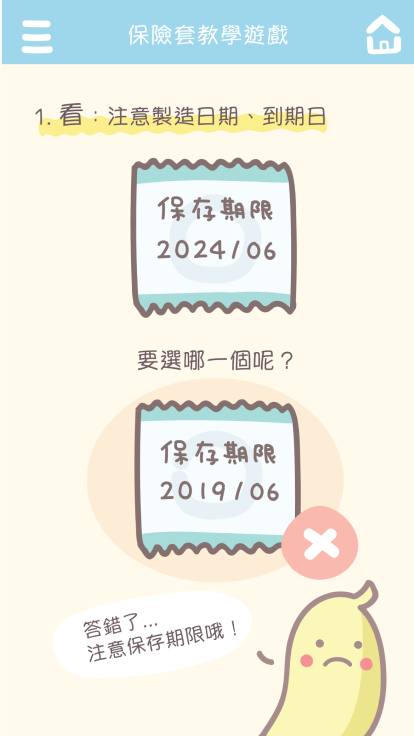 保險套教學遊戲
1. 看：注意製造日期、到期日
保存期限
2024/06
要選哪一個呢？
保存期限
2019/06
答錯了...
注意保存期限哦！